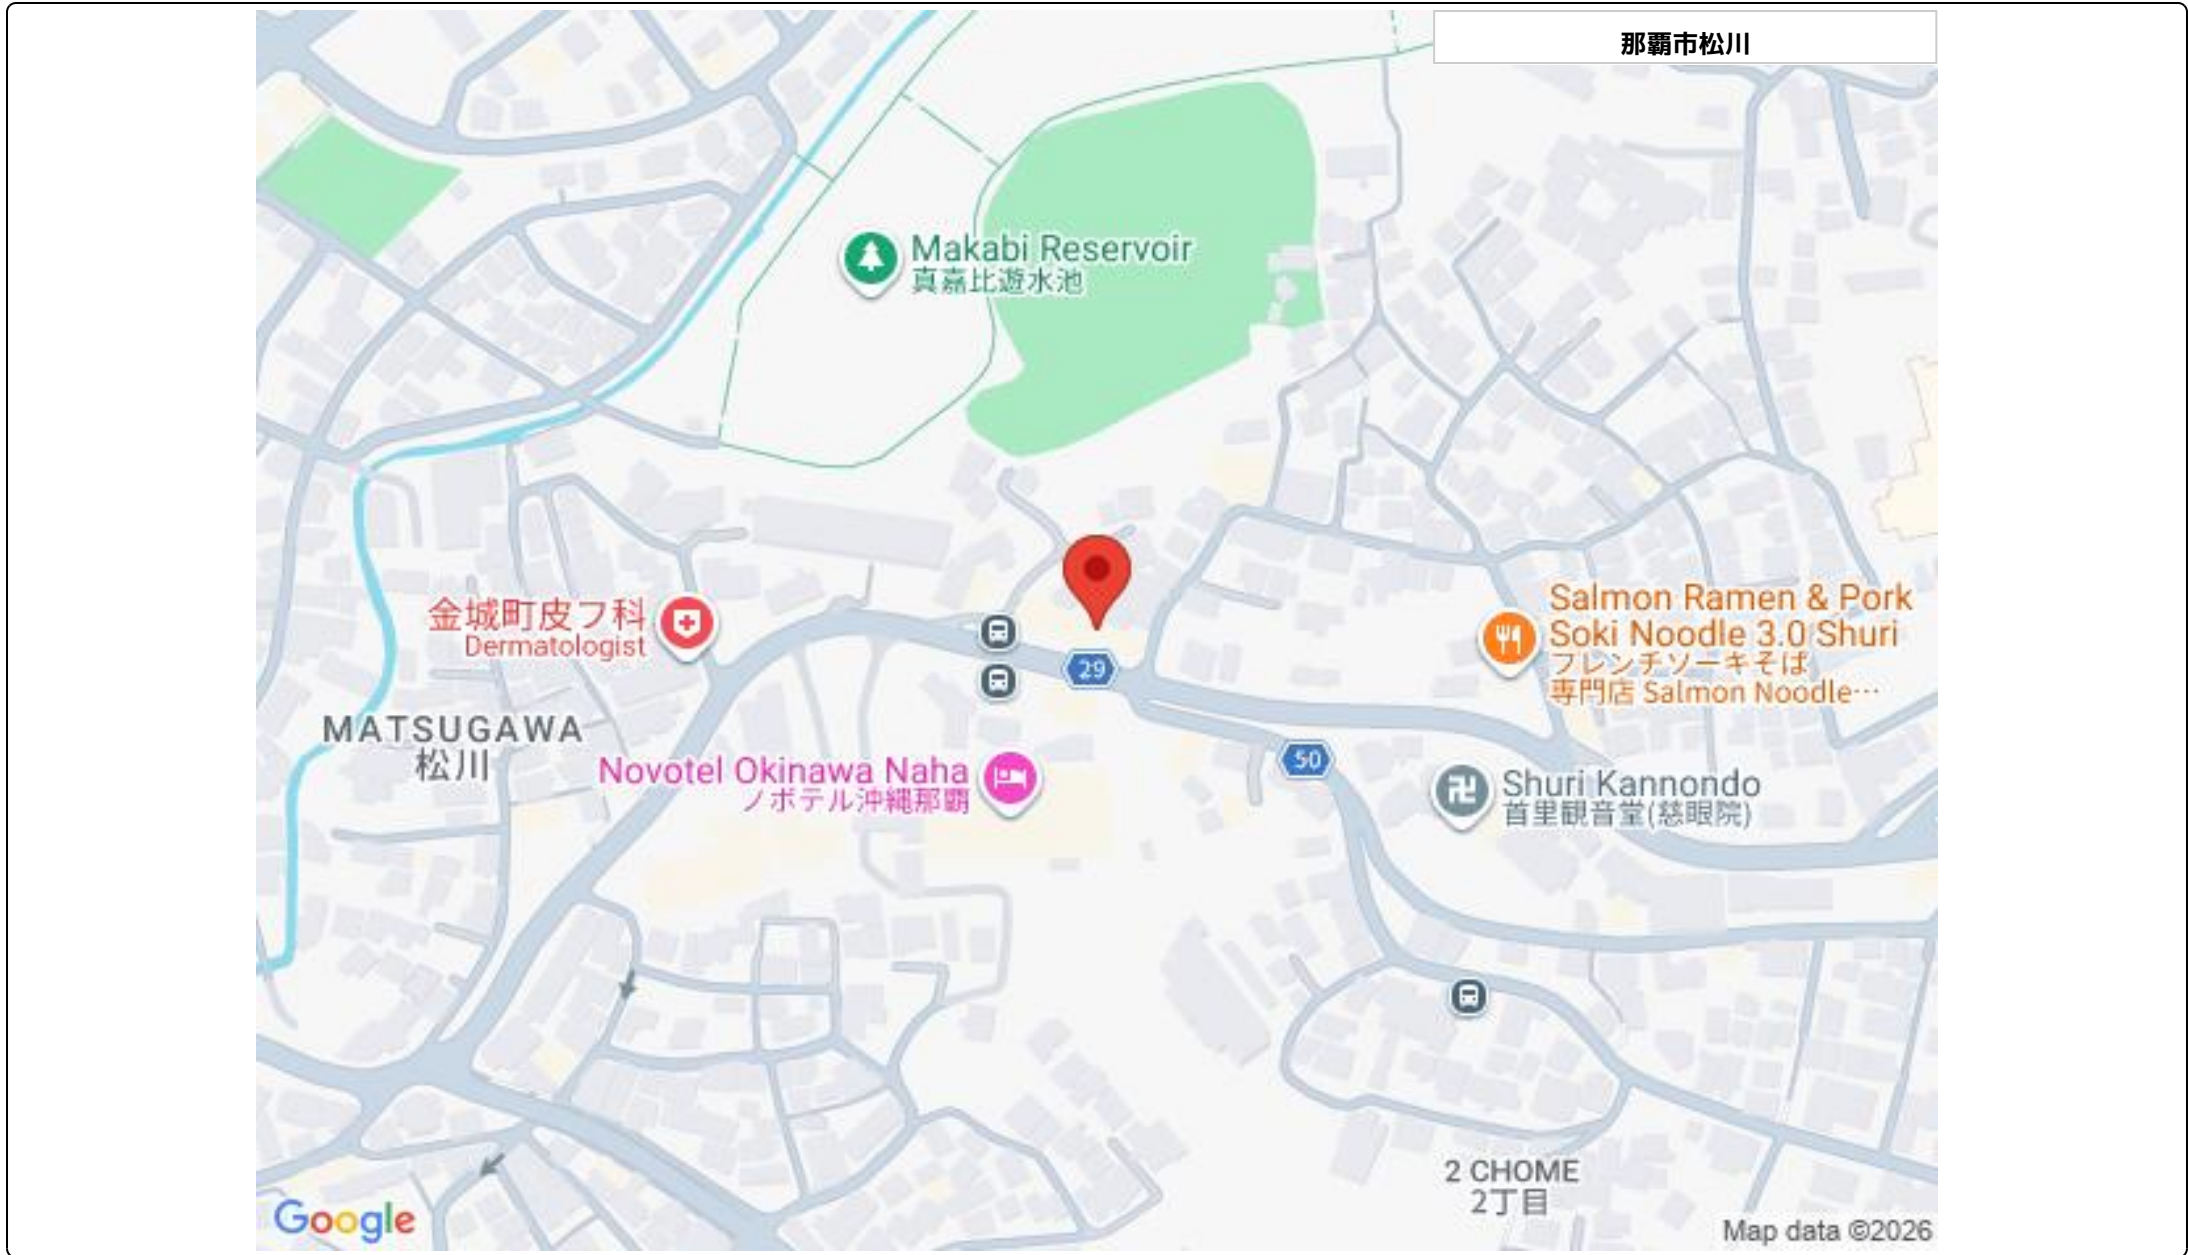 那覇市松川
Makabi Reservoir
真嘉比遊水池
金城町皮フ科
Dermatologist
29
Salmon Ramen & Pork
Soki Noodle 3.0 Shuri
フレンチソーキそば
専門店 Salmon Noodle…
MATSUGAWA
松川
Novotel Okinawa Naha
ノボテル沖縄那覇
50
Shuri Kannondo
首里観音堂(慈眼院)
2 CHOME
2丁目
Google
Map data ©2026